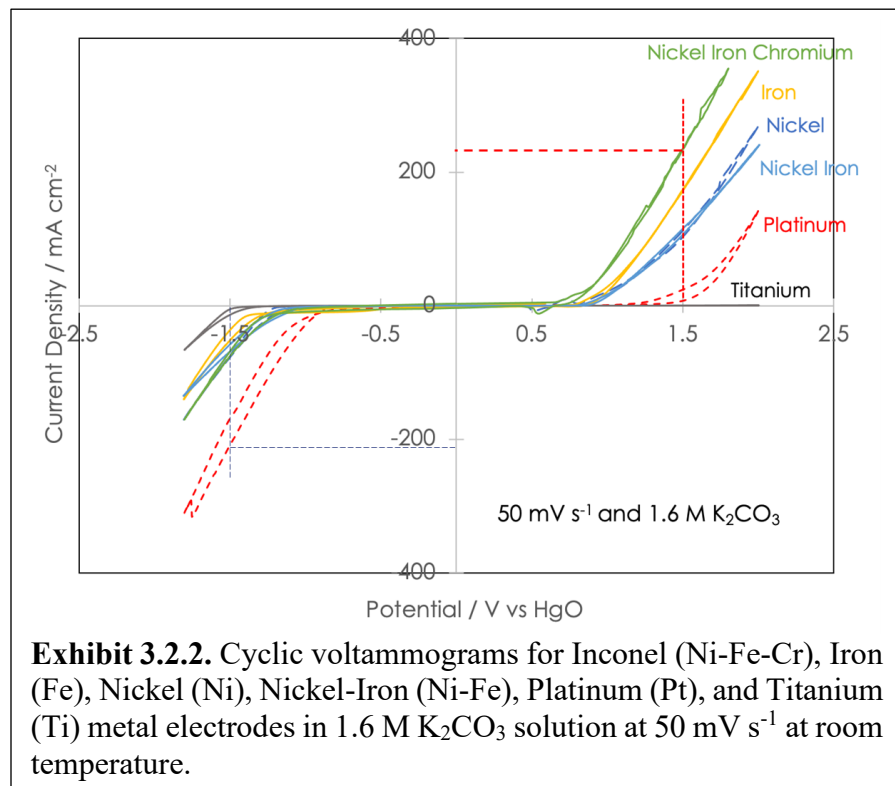 400
Nickel Iron Chromium
Iron
Nickel
200
Nickel Iron
Platinum
Titanium
0
-2.5
-1.5
-0.5
0.5
1.5
2.5
-200
50 mV s-1 and 1.6 M K2CO3
-400
Current Density / mA cm-2
Potential / V vs HgO
Exhibit 3.2.2. Cyclic voltammograms for Inconel (Ni-Fe-Cr), Iron
(Fe), Nickel (Ni), Nickel-Iron (Ni-Fe), Platinum (Pt), and Titanium
(Ti) metal electrodes in 1.6 M K2CO3 solution at 50 mV s-1 at room
temperature.